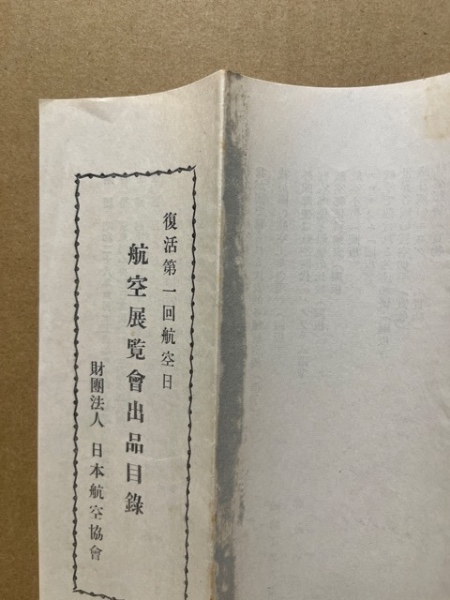 復活第一回航空日
航空展覧會出品目錄
財團法人 日本航空協會